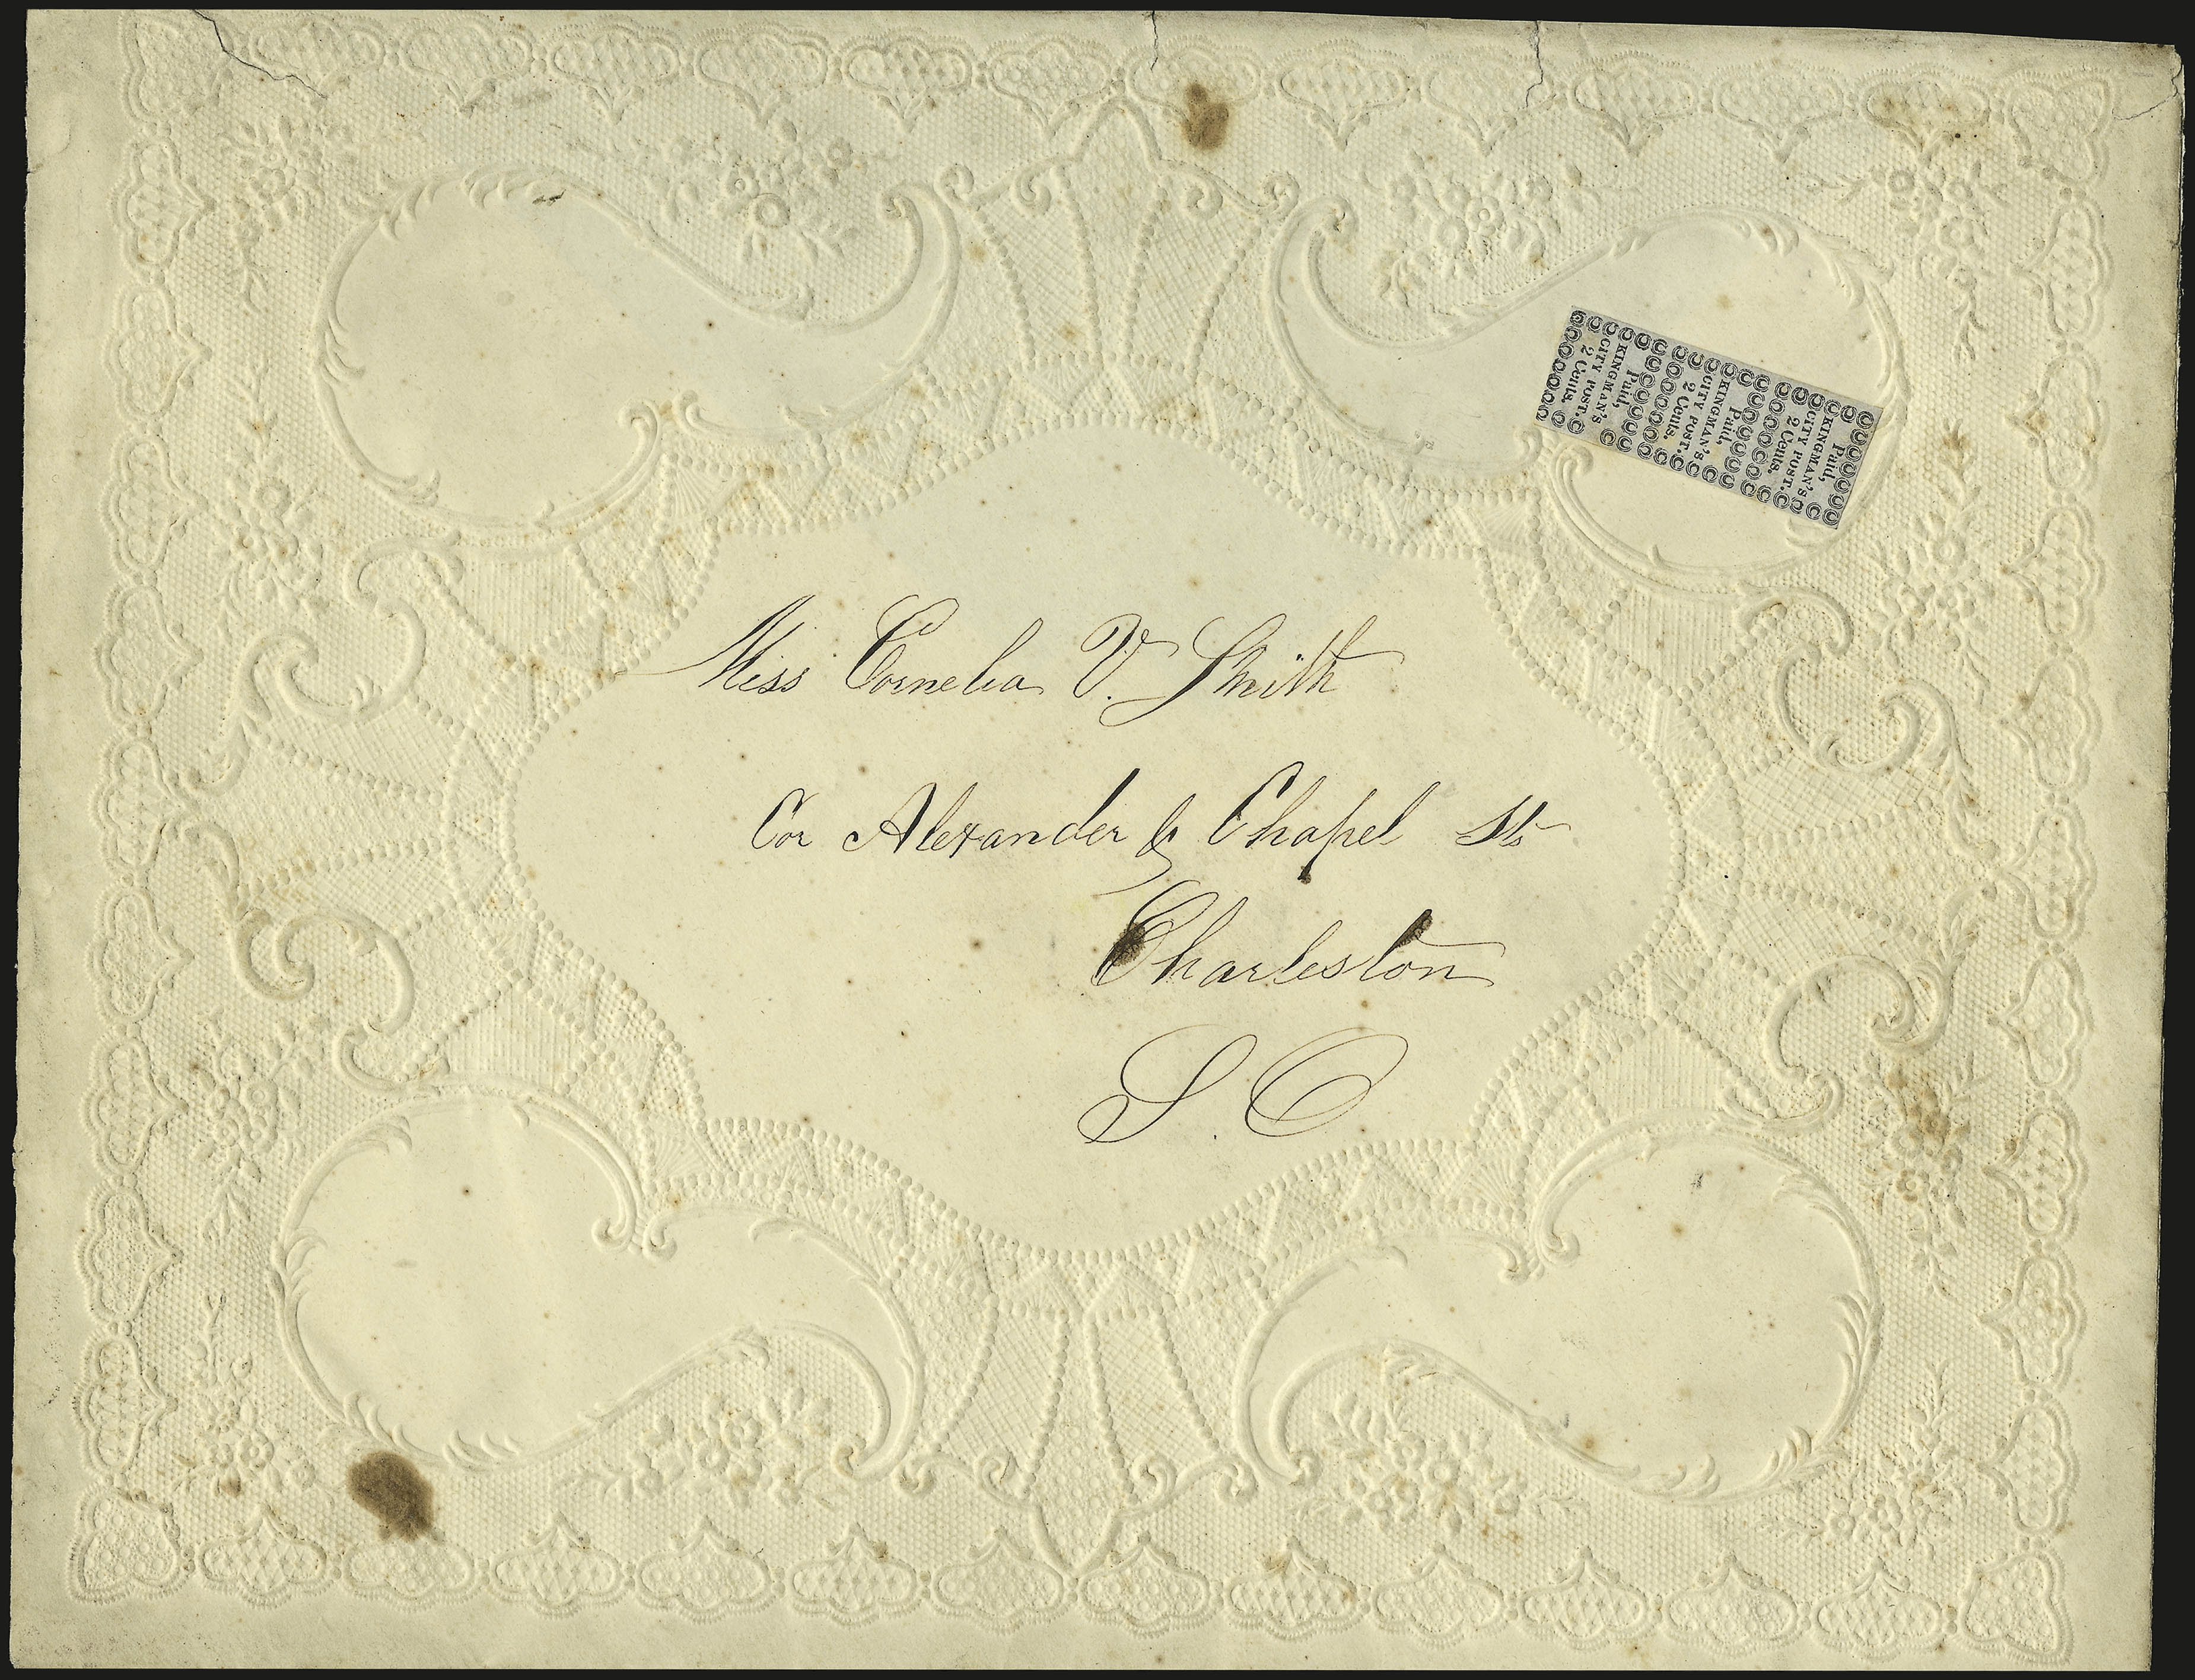 Miss Cornelia V. Smith
Cor Alexander & Chapel Sts
Charleston
S. C
Paid,
KINGMAN'S
CITY POST.
2 Cents.
Paid,
KINGMAN'S
CITY POST.
2 Cents.
Paid,
KINGMAN'S
CITY POST.
2 Cents.